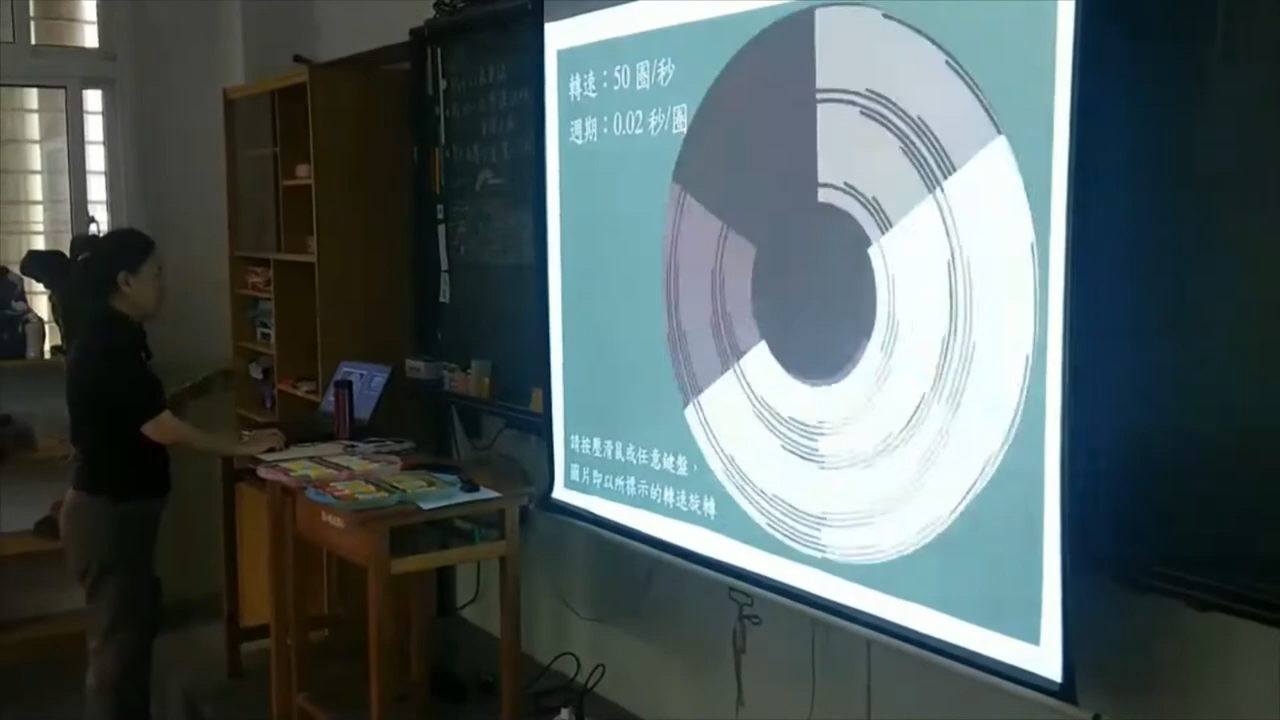 轉速：50 圈/秒
週期：0.02 秒/圈
請按壓滑鼠或任意鍵盤，
圖片即以所標示的轉速旋轉